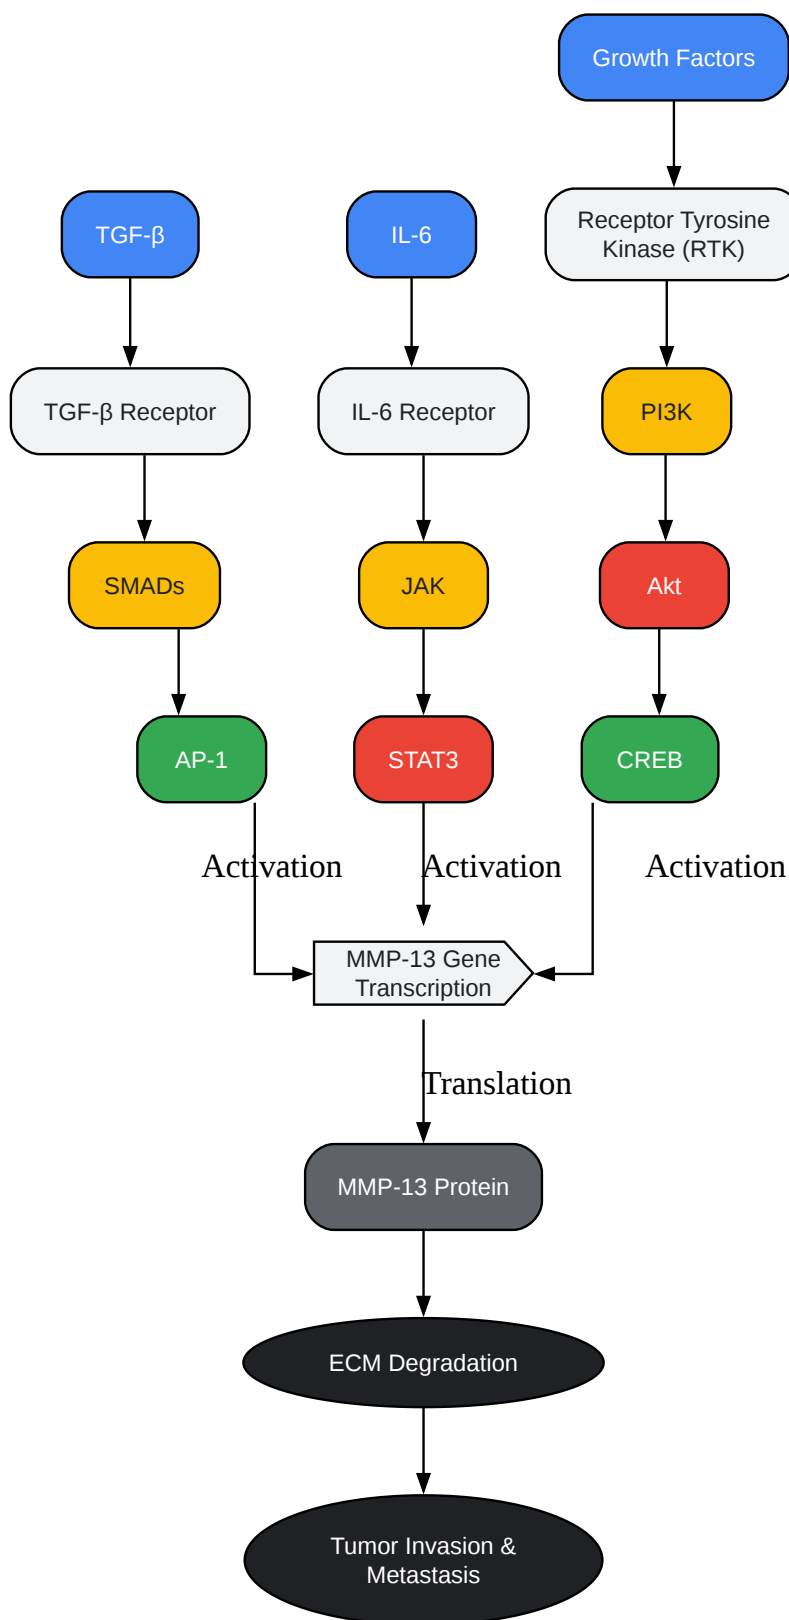 Growth Factors
TGF-β
IL-6
Receptor Tyrosine
Kinase (RTK)
TGF-β Receptor
IL-6 Receptor
PI3K
SMADs
JAK
Akt
AP-1
STAT3
CREB
Activation
Activation
Activation
MMP-13 Gene
Transcription
Translation
MMP-13 Protein
ECM Degradation
Tumor Invasion &
Metastasis